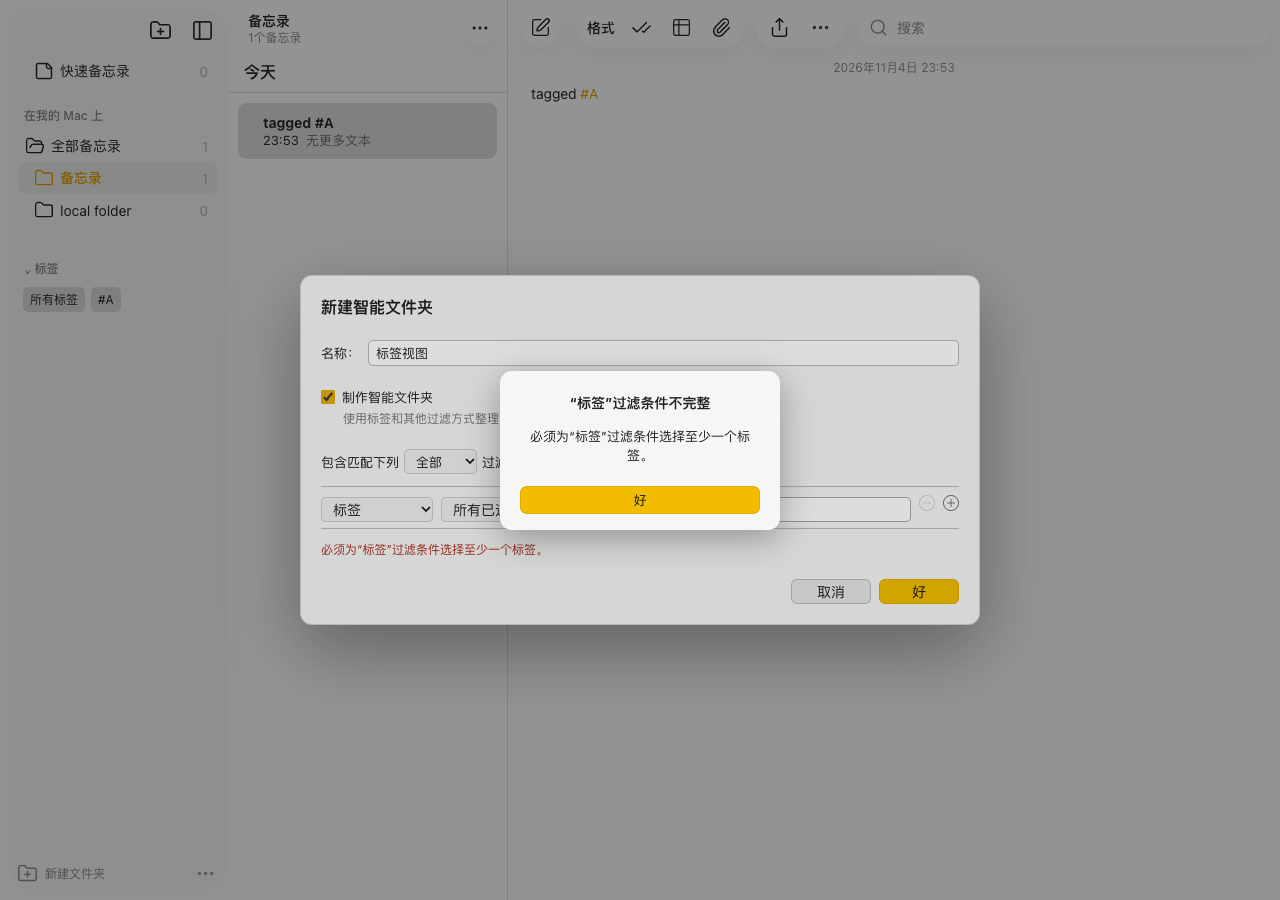 快速备忘录 0
在我的 Mac 上
全部备忘录 1
备忘录 1
local folder 0
标签
所有标签 #A
新建文件夹
备忘录
1个备忘录
今天
tagged #A
23:53 无更多文本
格式
搜索
2026年11月4日 23:53
tagged #A
新建智能文件夹
名称：
标签视图
制作智能文件夹
使用标签和其他过滤方式整理
包含匹配下列 全部
标签
必须为“标签”过滤条件选择至少一个标签。
取消 好
“标签”过滤条件不完整
必须为“标签”过滤条件选择至少一个标
签。
好